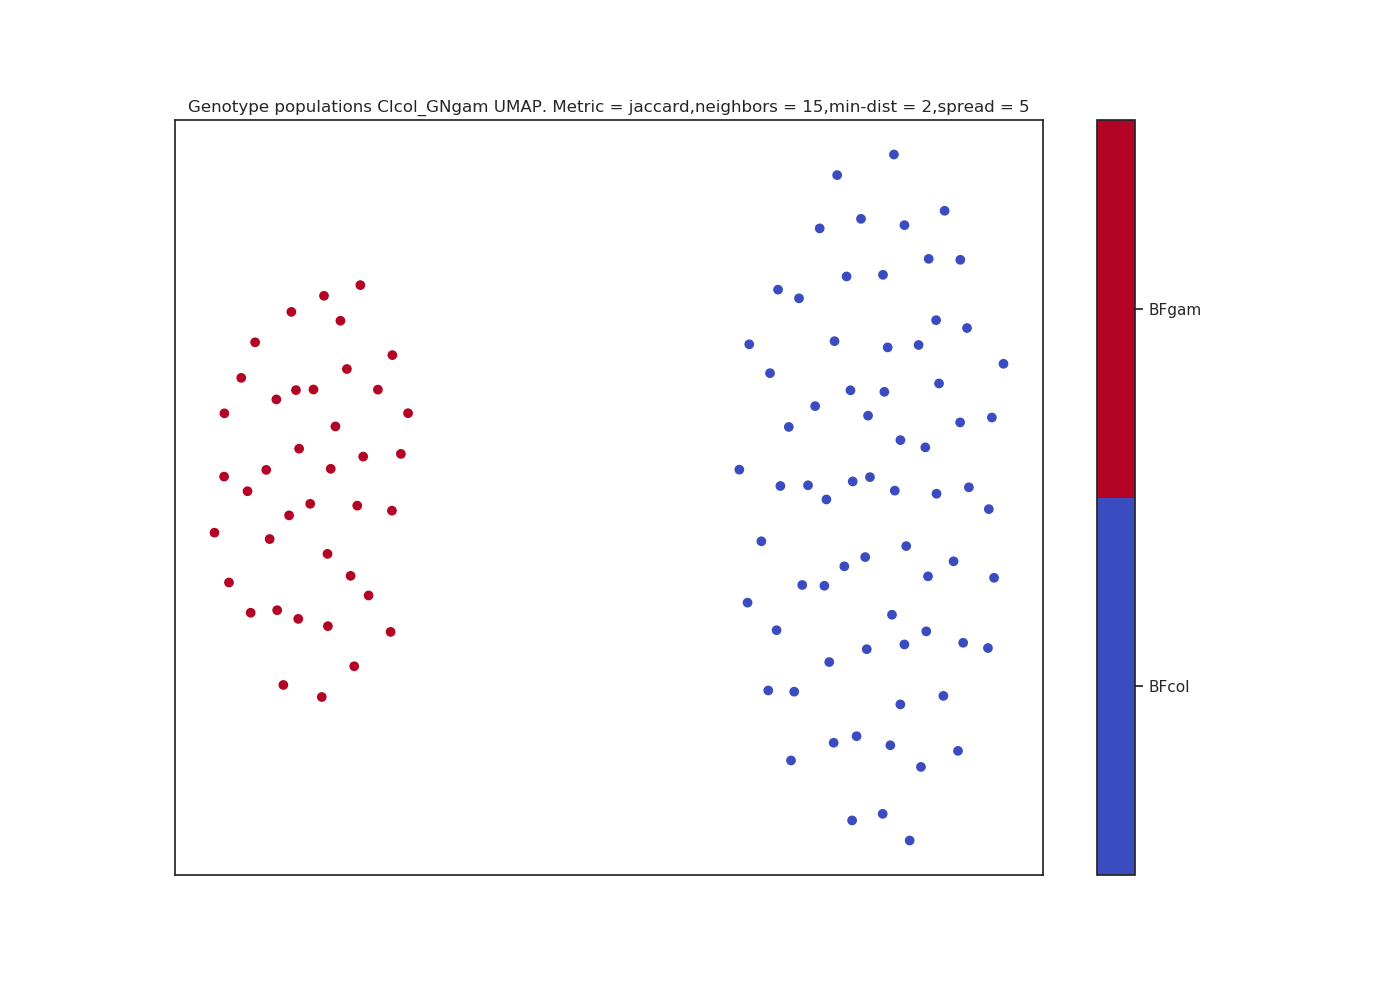 Genotype populations CIcol_GNgam UMAP. Metric = jaccard,neighbors = 15,min-dist = 2,spread = 5
BFgam
BFcol